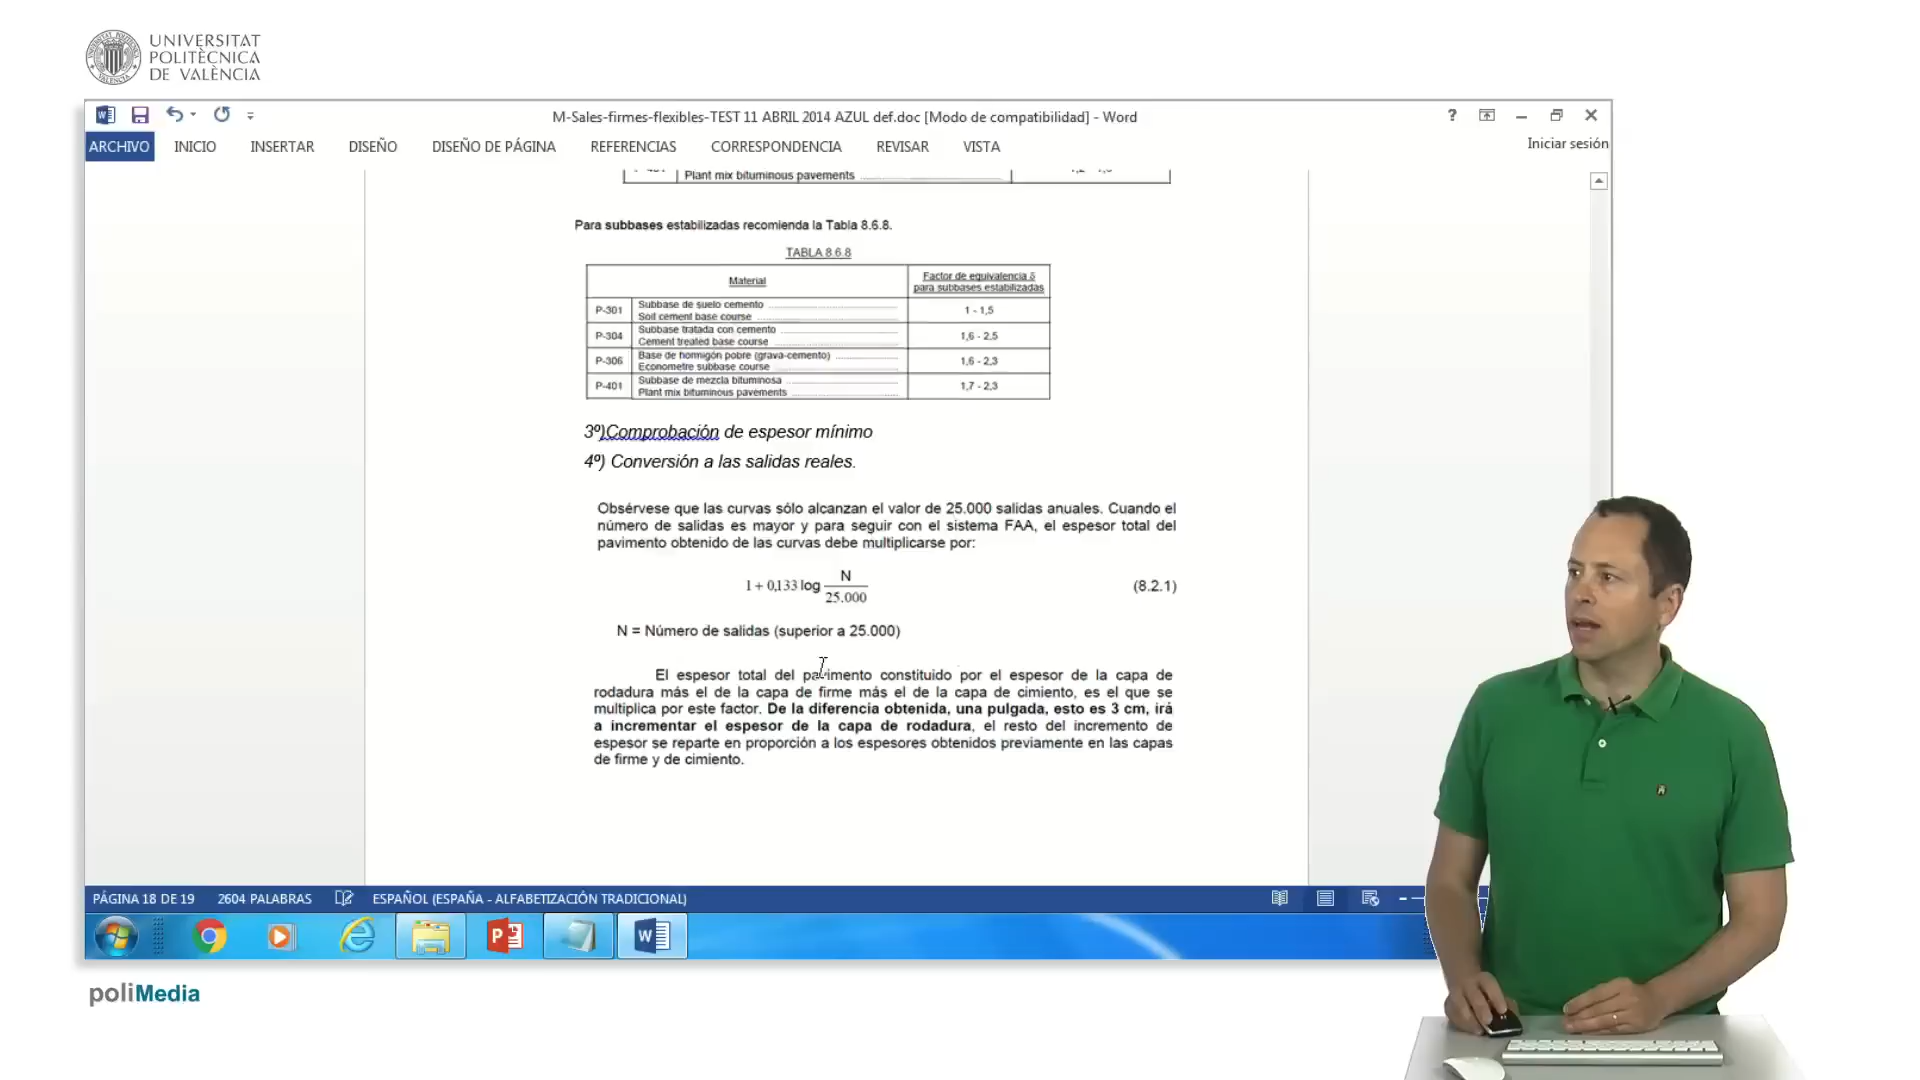 UNIVERSITAT
POLITÈCNICA
DE VALÈNCIA
M-Sales-firmes-flexibles-TEST 11 ABRIL 2014 AZUL def.doc [Modo de compatibilidad] - Word
ARCHIVO INICIO INSERTAR DISEÑO DISEÑO DE PÁGINA REFERENCIAS CORRESPONDENCIA REVISAR VISTA Iniciar sesión
Plant mix bituminous pavements
Para subbases estabilizadas recomienda la Tabla 8.6.8.
TABLA 8.6.8
Material
Factor de equivalencia δ
para subbases estabilizadas
P-301 Subbase de suelo cemento 1 - 1,5
Soil cement base course
P-304 Subbase tratada con cemento 1,6 - 2,5
Cement treated base course
P-306 Base de hormigón pobre (grava-cemento) 1,6 - 2,3
Econometre subbase course
P-401 Subbase de mezcla bituminosa 1,7 - 2,3
Plant mix bituminous pavements
3º)Comprobación de espesor mínimo
4º) Conversión a las salidas reales.
Obsérvese que las curvas sólo alcanzan el valor de 25.000 salidas anuales. Cuando el
número de salidas es mayor y para seguir con el sistema FAA, el espesor total del
pavimento obtenido de las curvas debe multiplicarse por:
1 + 0,133 log N / 25.000 (8.2.1)
N = Número de salidas (superior a 25.000)
El espesor total del pavimento constituido por el espesor de la capa de
rodadura más el de la capa de firme más el de la capa de cimiento, es el que se
multiplica por este factor. De la diferencia obtenida, una pulgada, esto es 3 cm, irá
a incrementar el espesor de la capa de rodadura, el resto del incremento de
espesor se reparte en proporción a los espesores obtenidos previamente en las capas
de firme y de cimiento.
PÁGINA 18 DE 19 2604 PALABRAS ESPAÑOL (ESPAÑA - ALFABETIZACIÓN TRADICIONAL)
poliMedia